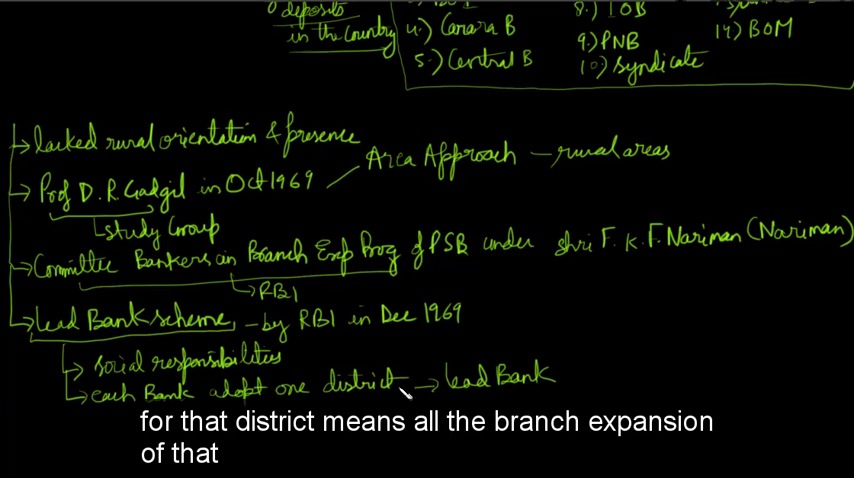 deposits
in the country
4.) Canara B
5.) Central B
8.) IOB
9.) PNB
10.) Syndicate
14) BOM
→ lacked rural orientation & presence
→ Prof D. R. Gadgil in Oct 1969
Area Approach — rural areas
↳ study Group
→ Committee Bankers on Branch Exp Prog of PSB under Shri F. K. F. Nariman (Nariman)
↳ RBI
→ Lead Bank scheme, - by RBI in Dec 1969
→ social responsibilities
→ each Bank adopt one district → lead Bank
for that district means all the branch expansion
of that